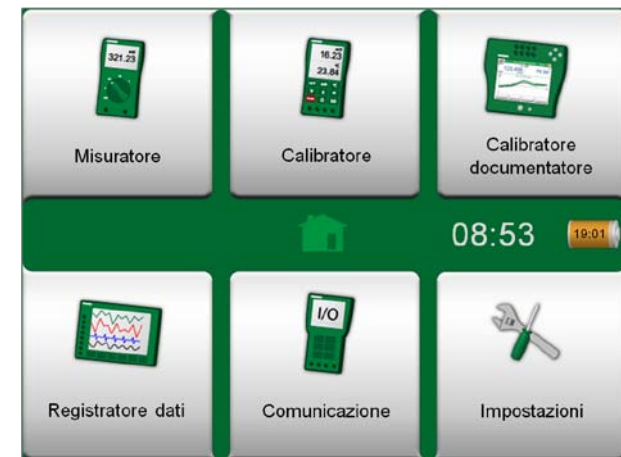 321.23
16.23
23.84
Misuratore
Calibratore
Calibratore
documentatore
08:53
19:01
I/O
Registratore dati
Comunicazione
Impostazioni